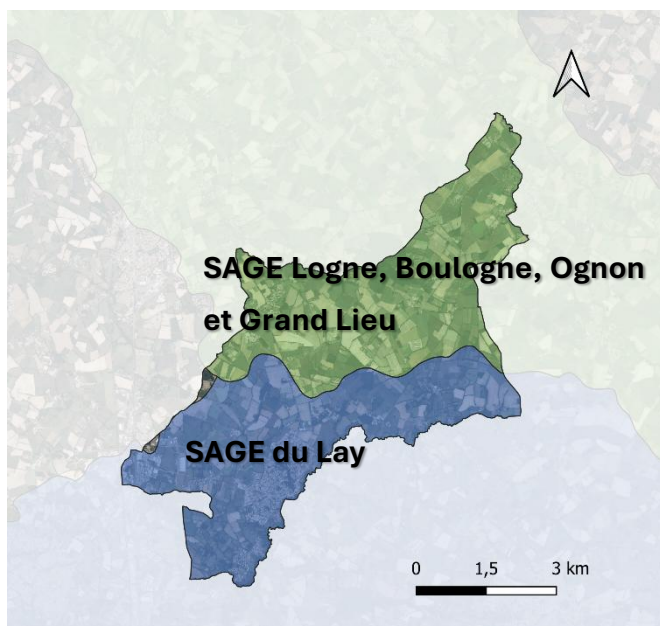 SAGE Logne, Boulogne, Ognon
et Grand Lieu
SAGE du Lay
0 1,5 3 km